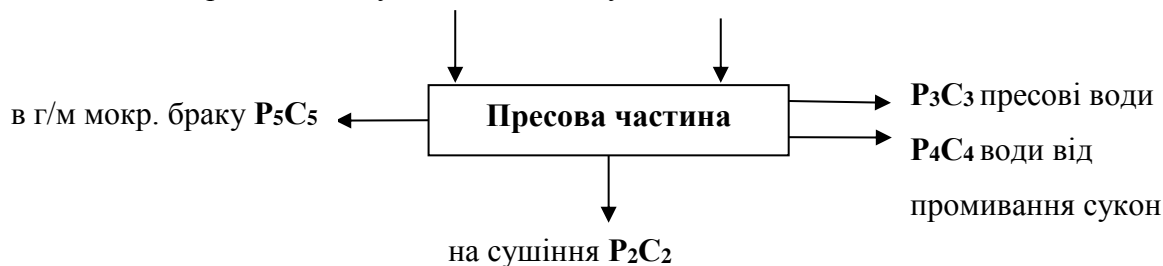 в г/м мокр. браку P₅C₅
Пресова частина
P₃C₃ пресові води
P₄C₄ води від
промивання сукон
на сушіння P₂C₂